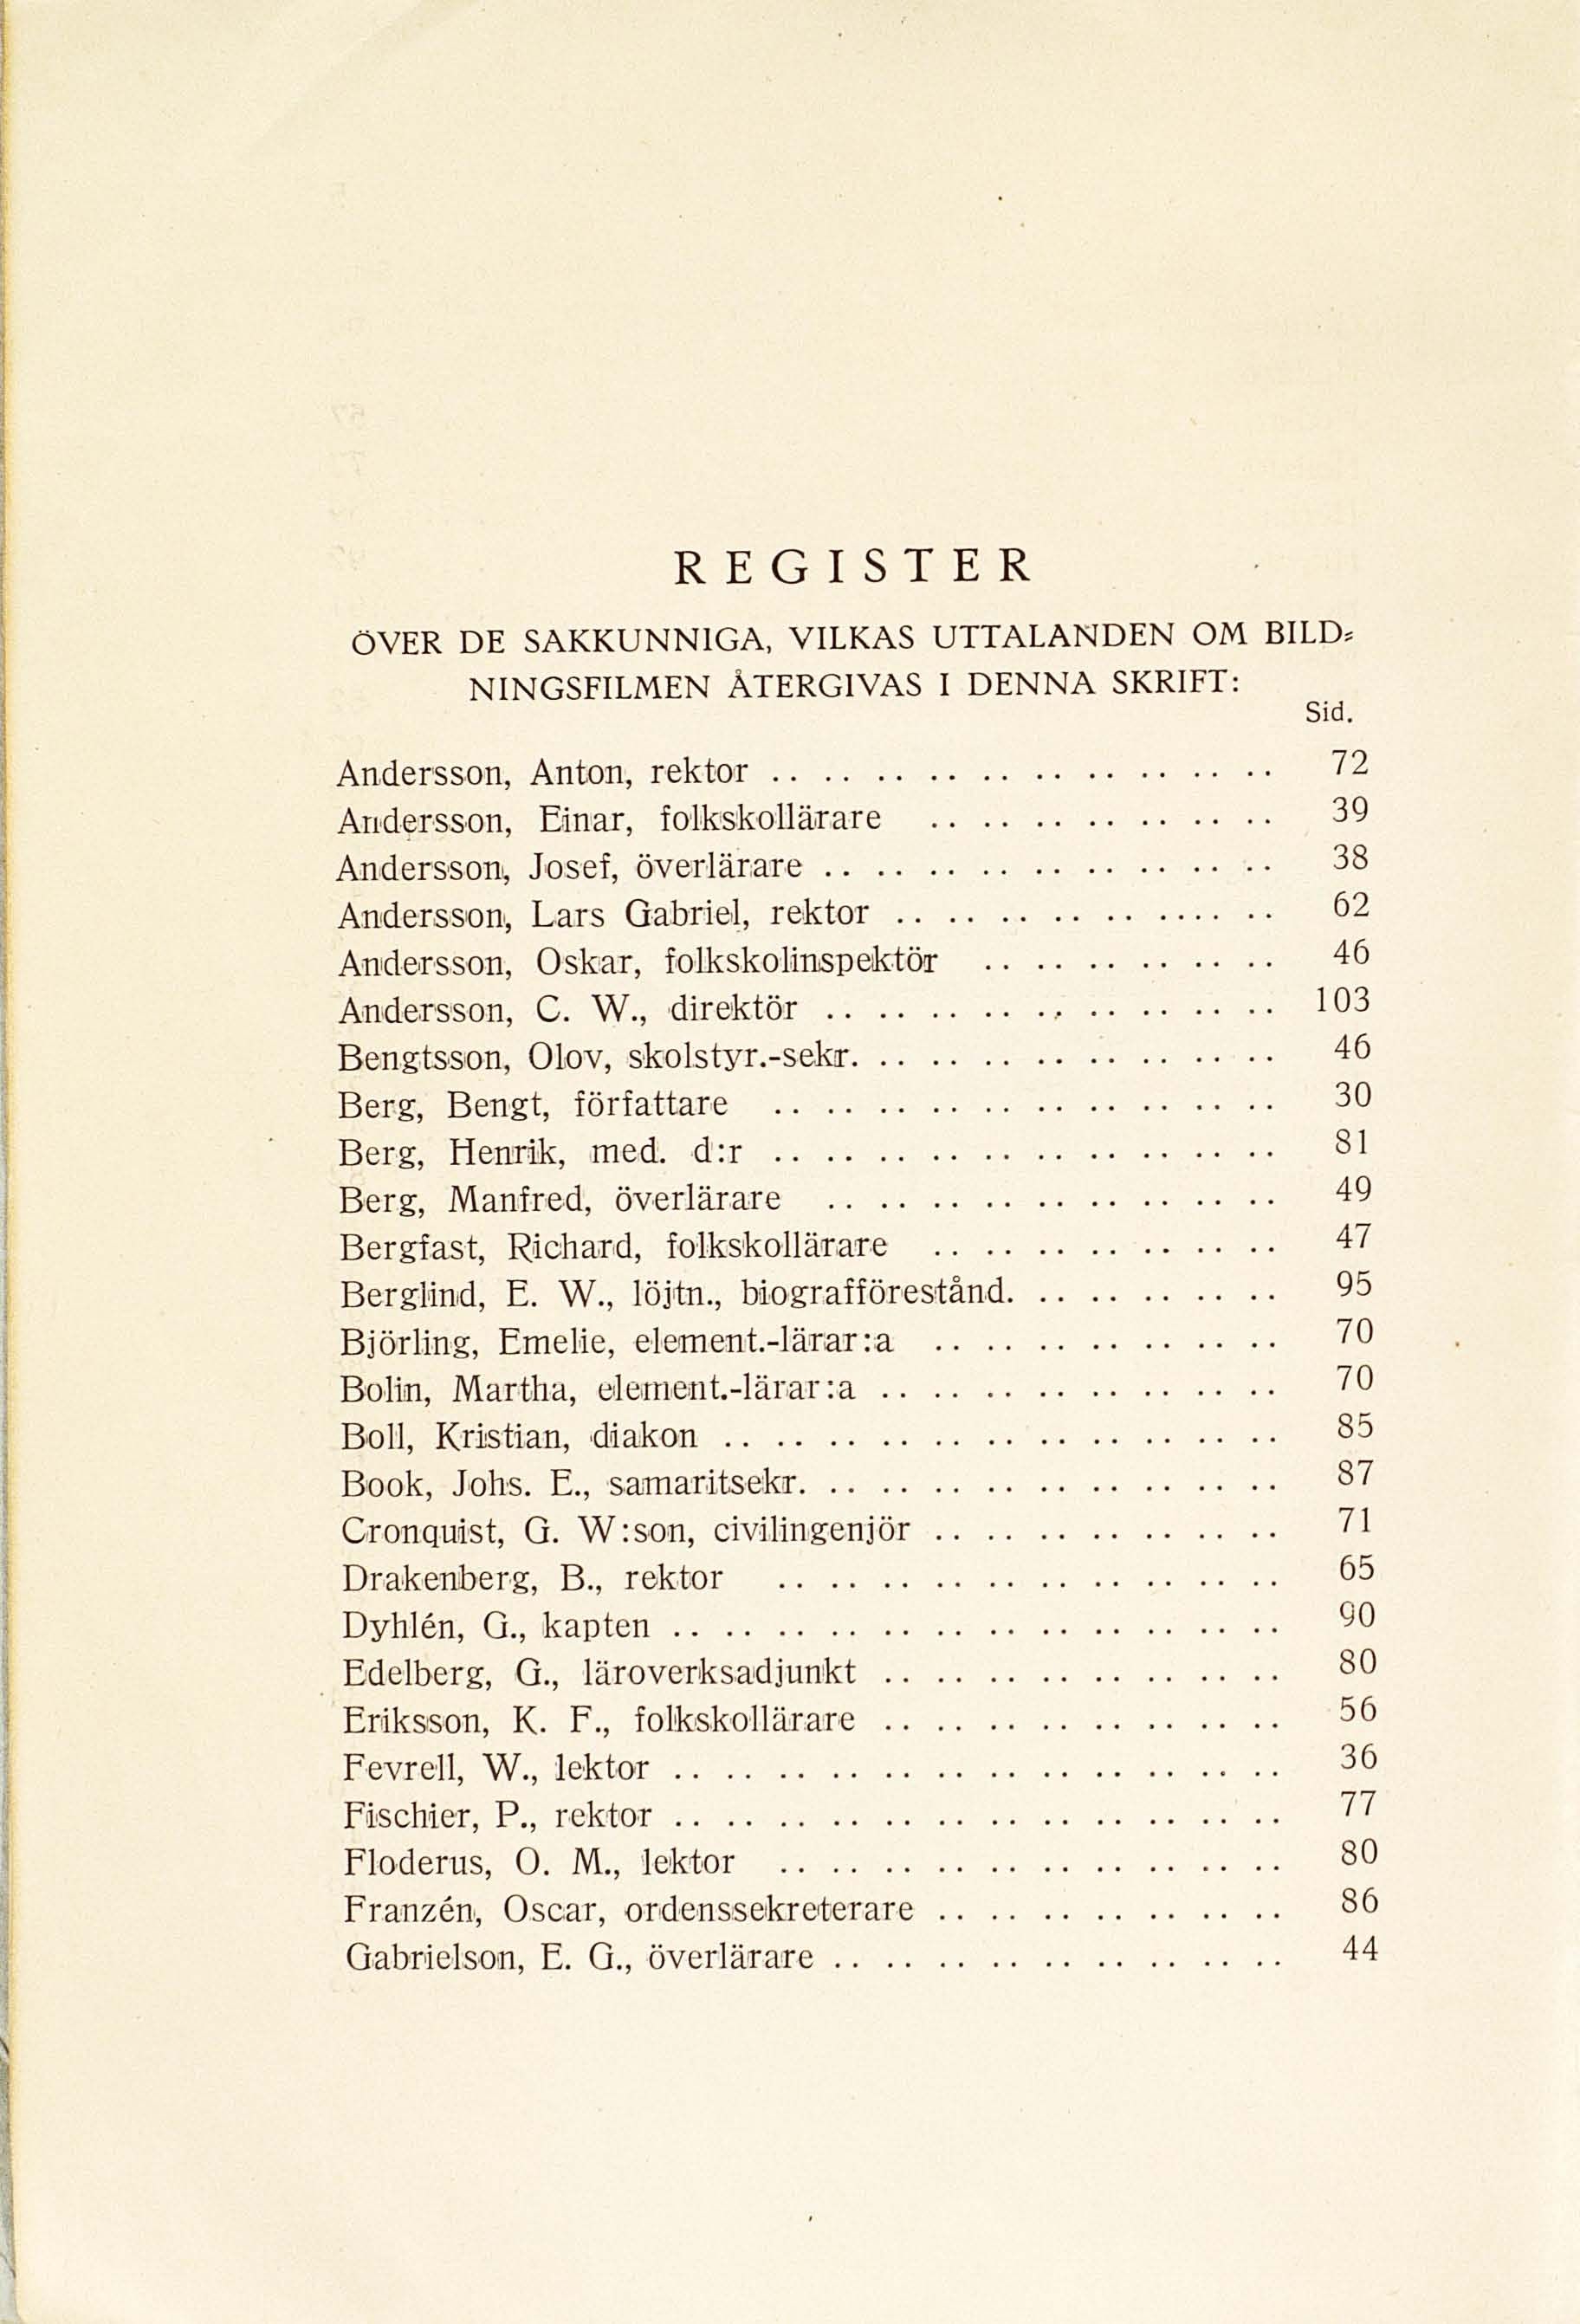 REGISTER
ÖVER DE SAKKUNNIGA, VILKAS UTTALANDEN OM BILD-
NINGSFILMEN ÅTERGIVAS I DENNA SKRIFT:
Sid.
Andersson, Anton, rektor .. .. .. .. .. .. .. .. .. .. 72
Andersson, Einar, folkskollärare .. .. .. .. .. .. .. 39
Andersson, Josef, överlärare .. .. .. .. .. .. .. .. .. 38
Andersson, Lars Gabriel, rektor .. .. .. .. .. .... .. 62
Andersson, Oskar, folkskolinspektör .. .. .. .. .. .. 46
Andersson, C. W., direktör .. .. .. .. .. .. .. .. .. 103
Bengtsson, Olov, skolstyr.-sekr. .. .. .. .. .. .. .. .. 46
Berg, Bengt, författare .. .. .. .. .. .. .. .. .. .. 30
Berg, Henrik, med. d:r .. .. .. .. .. .. .. .. .. .. 81
Berg, Manfred, överlärare .. .. .. .. .. .. .. .. .. 49
Bergfast, Richard, folkskollärare .. .. .. .. .. .. .. 47
Berglind, E. W., löjtn., biografförestånd. .. .. .. .. .. 95
Björling, Emelie, element.-lärar:a .. .. .. .. .. .. .. 70
Bolin, Martha, element.-lärar:a .. .. .. .. .. .. .. .. 70
Boll, Kristian, diakon .. .. .. .. .. .. .. .. .. .. .. 85
Book, Johs. E., samaritsekr. .. .. .. .. .. .. .. .. .. 87
Cronquist, G. W:son, civilingenjör .. .. .. .. .. .. .. 71
Drakenberg, B., rektor .. .. .. .. .. .. .. .. .. .. 65
Dyhlén, G., kapten .. .. .. .. .. .. .. .. .. .. .. .. 90
Edelberg, G., läroverksadjunkt .. .. .. .. .. .. .. .. 80
Eriksson, K. F., folkskollärare .. .. .. .. .. .. .. .. 56
Fevrell, W., lektor .. .. .. .. .. .. .. .. .. .. .. .. 36
Fischier, P., rektor .. .. .. .. .. .. .. .. .. .. .. .. 77
Floderus, O. M., lektor .. .. .. .. .. .. .. .. .. .. 80
Franzén, Oscar, ordenssekreterare .. .. .. .. .. .. .. 86
Gabrielson, E. G., överlärare .. .. .. .. .. .. .. .. .. 44